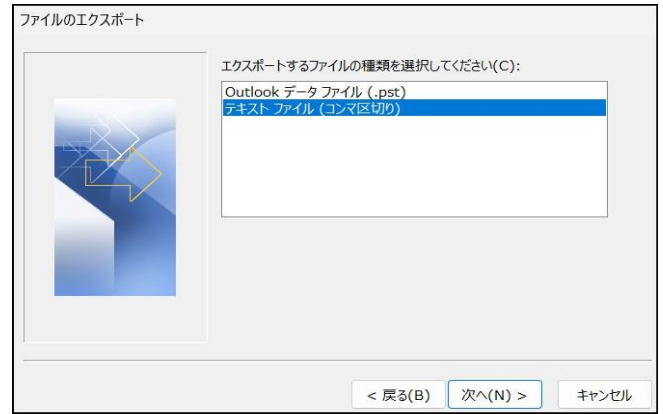 ファイルのエクスポート
エクスポートするファイルの種類を選択してください(C):
Outlook データ ファイル (.pst)
テキスト ファイル (コンマ区切り)
< 戻る(B)
次へ(N) >
キャンセル